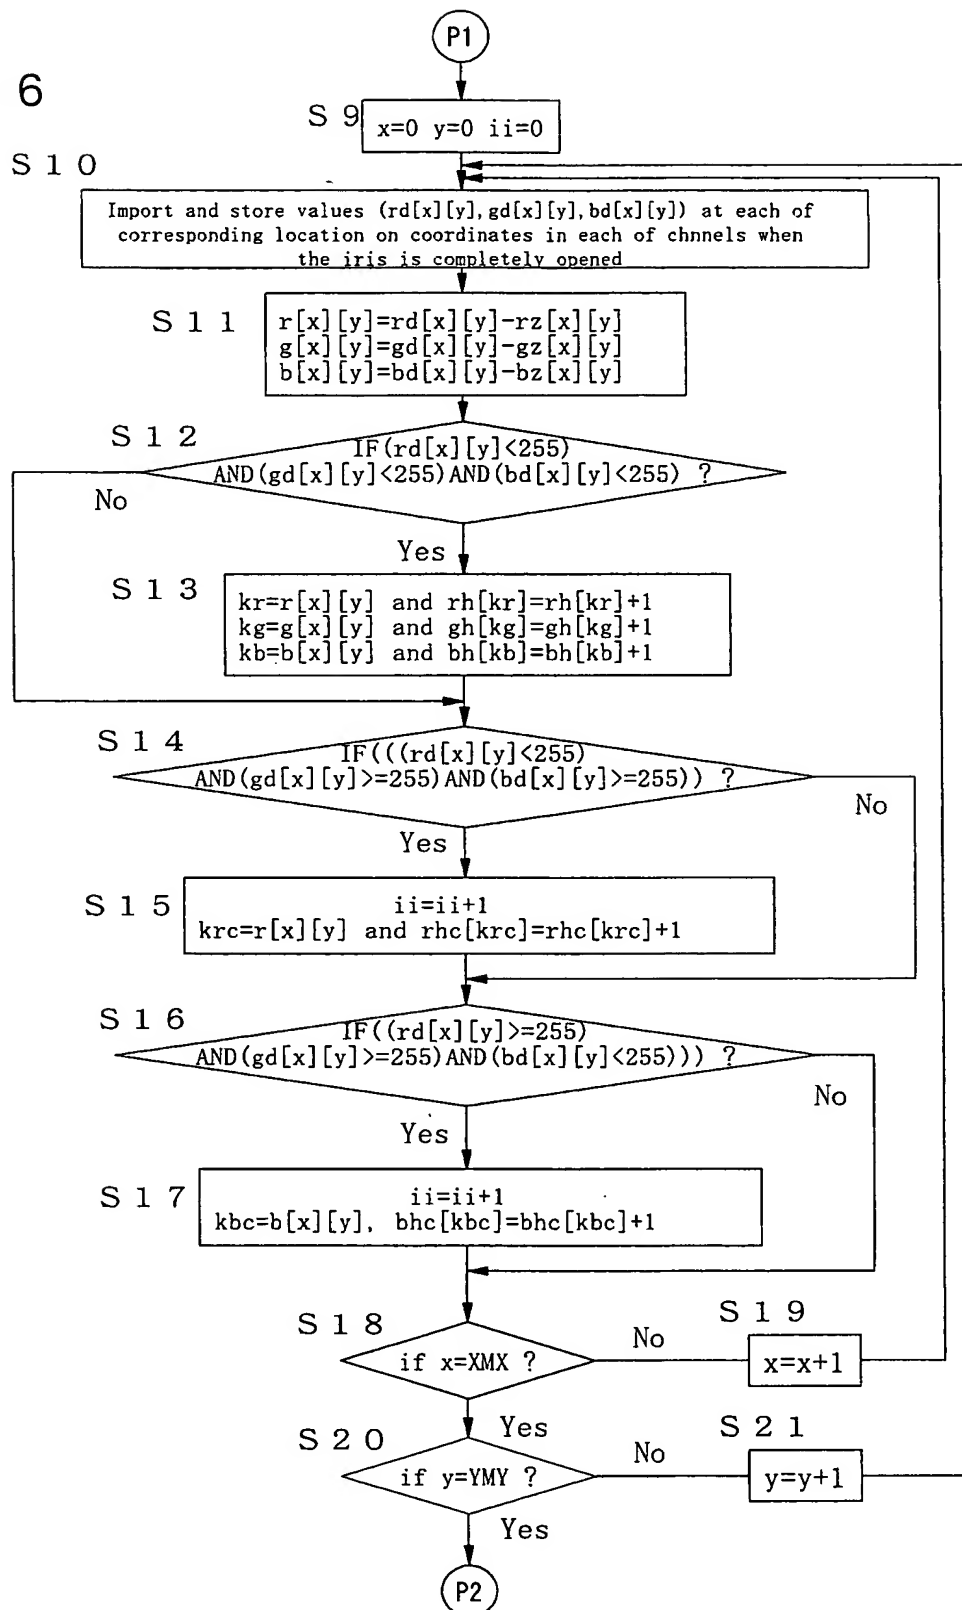 P1
6
S 9
x=0 y=0 ii=0
S 1 0
Import and store values (rd[x][y],gd[x][y],bd[x][y]) at each of
corresponding location on coordinates in each of chnnels when
the iris is completely opened
S 1 1
r[x][y]=rd[x][y]-rz[x][y]
g[x][y]=gd[x][y]-gz[x][y]
b[x][y]=bd[x][y]-bz[x][y]
S 1 2
IF(rd[x][y]<255)
AND(gd[x][y]<255)AND(bd[x][y]<255) ?
No
Yes
S 1 3
kr=r[x][y] and rh[kr]=rh[kr]+1
kg=g[x][y] and gh[kg]=gh[kg]+1
kb=b[x][y] and bh[kb]=bh[kb]+1
S 1 4
IF(((rd[x][y]<255)
AND(gd[x][y]>=255)AND(bd[x][y]>=255)) ?
No
Yes
S 1 5
ii=ii+1
krc=r[x][y] and rhc[krc]=rhc[krc]+1
S 1 6
IF((rd[x][y]>=255)
AND(gd[x][y]>=255)AND(bd[x][y]<255))) ?
No
Yes
S 1 7
ii=ii+1
kbc=b[x][y], bhc[kbc]=bhc[kbc]+1
S 1 8
if x=XMX ?
No
S 1 9
x=x+1
Yes
S 2 0
if y=YMY ?
No
S 2 1
y=y+1
Yes
P2